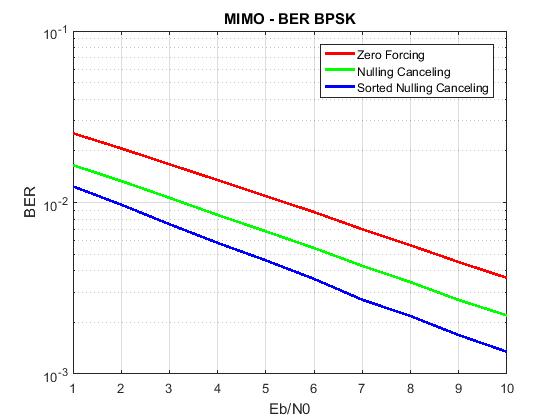 MIMO - BER BPSK
10^-1
Zero Forcing
Nulling Canceling
Sorted Nulling Canceling
BER
10^-2
10^-3
1 2 3 4 5 6 7 8 9 10
Eb/N0